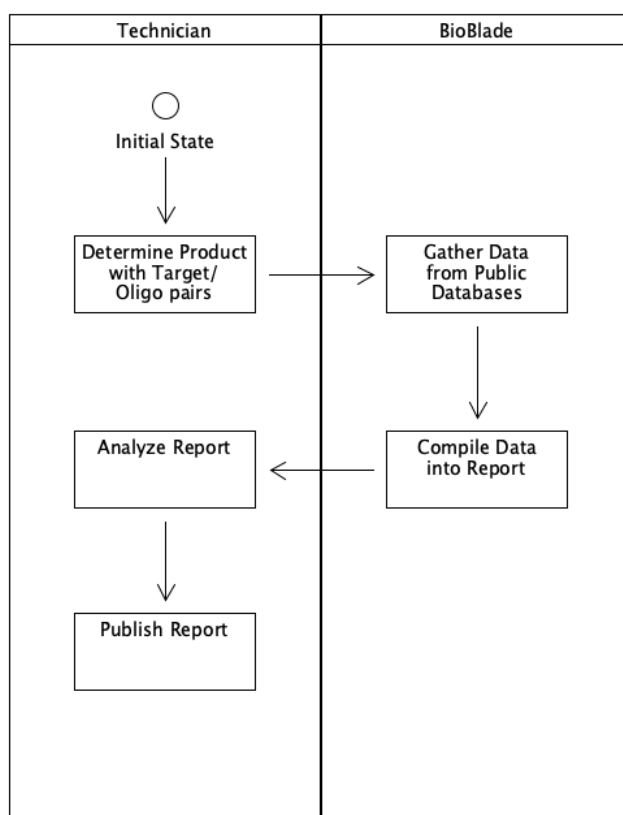 Technician
BioBlade
Initial State
Determine Product
with Target/
Oligo pairs
Gather Data
from Public
Databases
Analyze Report
Compile Data
into Report
Publish Report